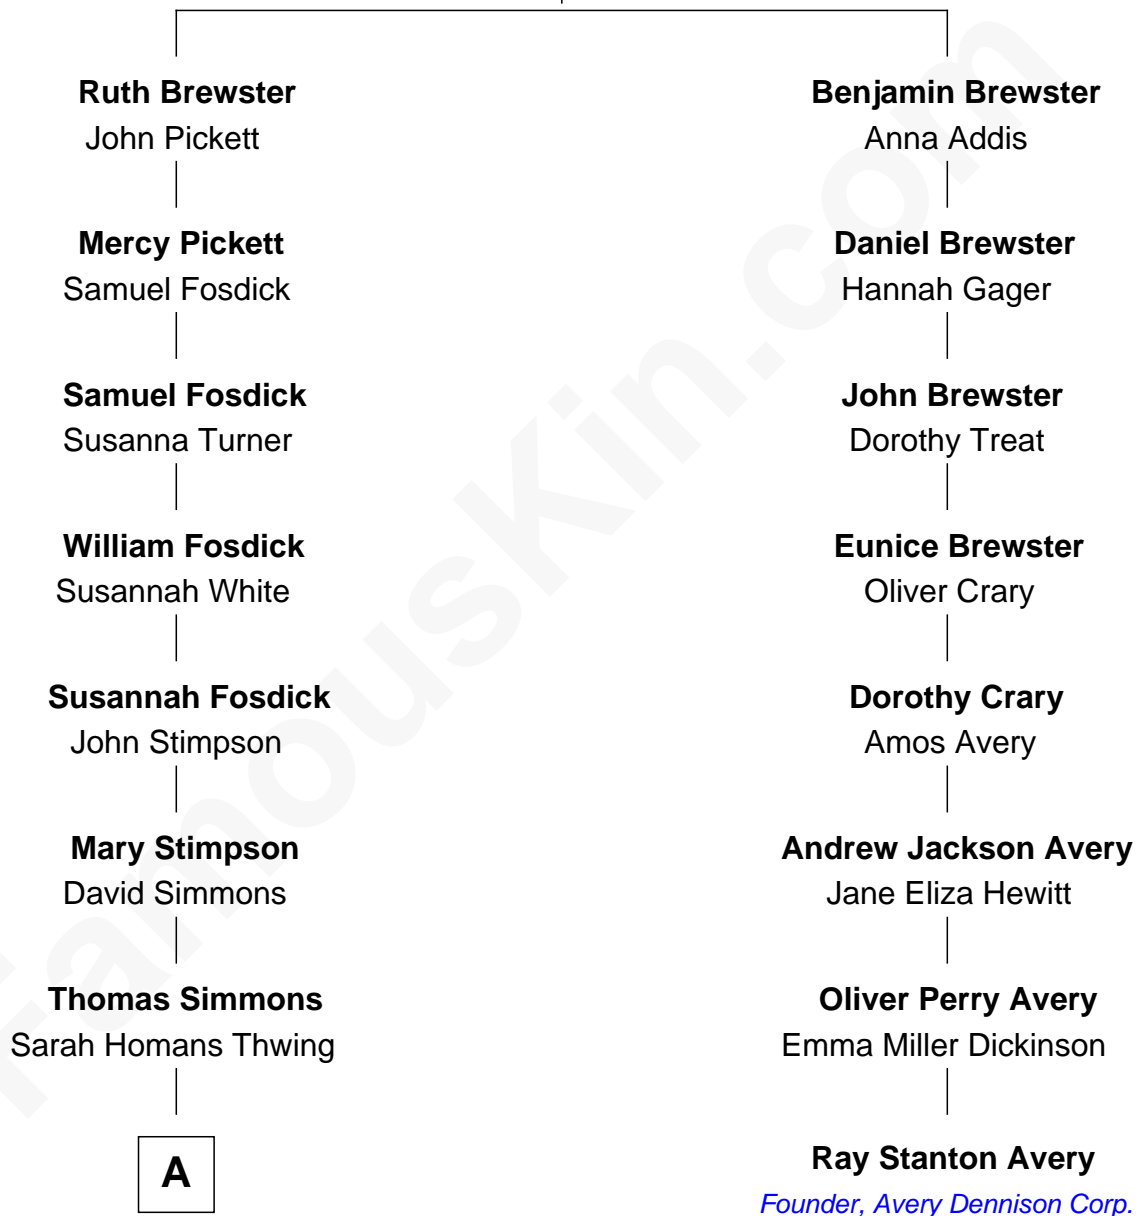 Ruth Brewster
John Pickett
Mercy Pickett
Samuel Fosdick
Samuel Fosdick
Susanna Turner
William Fosdick
Susannah White
Susannah Fosdick
John Stimpson
Mary Stimpson
David Simmons
Thomas Simmons
Sarah Homans Thwing
A
Benjamin Brewster
Anna Addis
Daniel Brewster
Hannah Gager
John Brewster
Dorothy Treat
Eunice Brewster
Oliver Crary
Dorothy Crary
Amos Avery
Andrew Jackson Avery
Jane Eliza Hewitt
Oliver Perry Avery
Emma Miller Dickinson
Ray Stanton Avery
Founder, Avery Dennison Corp.
FamousKin.com